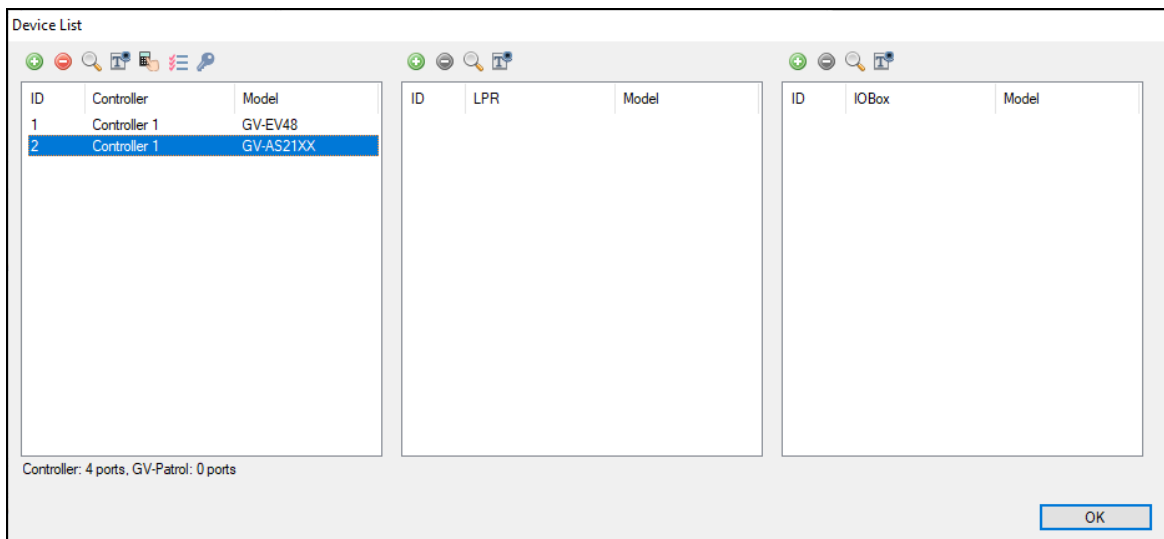 Device List
ID Controller Model
1 Controller 1 GV-EV48
2 Controller 1 GV-AS21XX
Controller: 4 ports, GV-Patrol: 0 ports
ID LPR Model
ID IOBox Model
OK